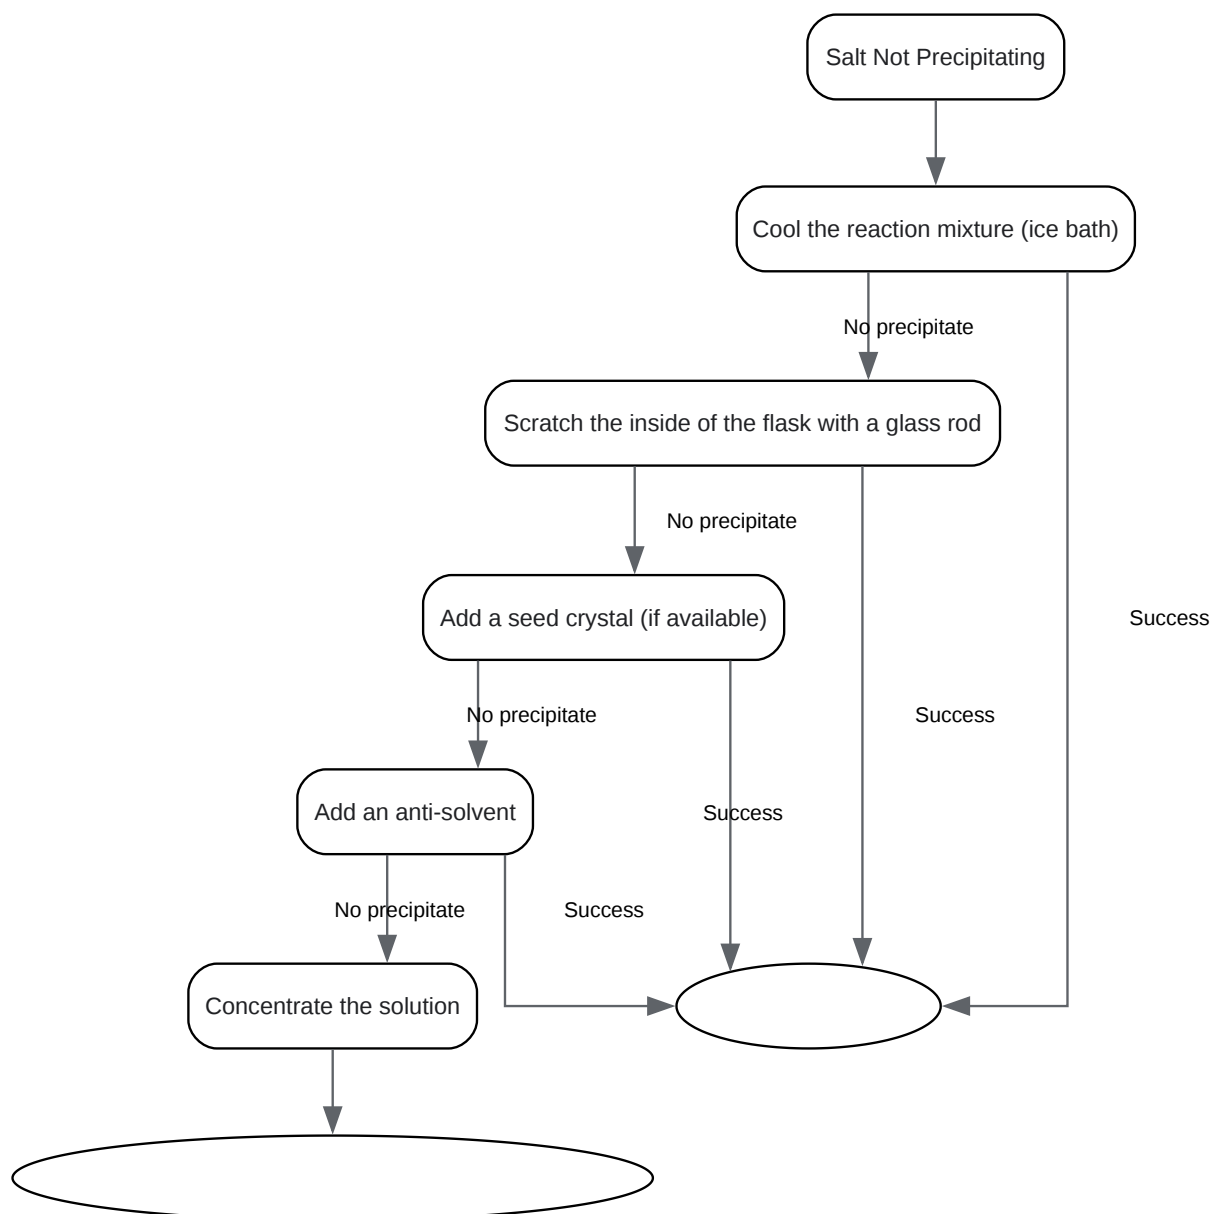 Salt Not Precipitating
Cool the reaction mixture (ice bath)
No precipitate
Scratch the inside of the flask with a glass rod
No precipitate
Add a seed crystal (if available)
Success
No precipitate
Success
Add an anti-solvent
Success
No precipitate
Success
Concentrate the solution